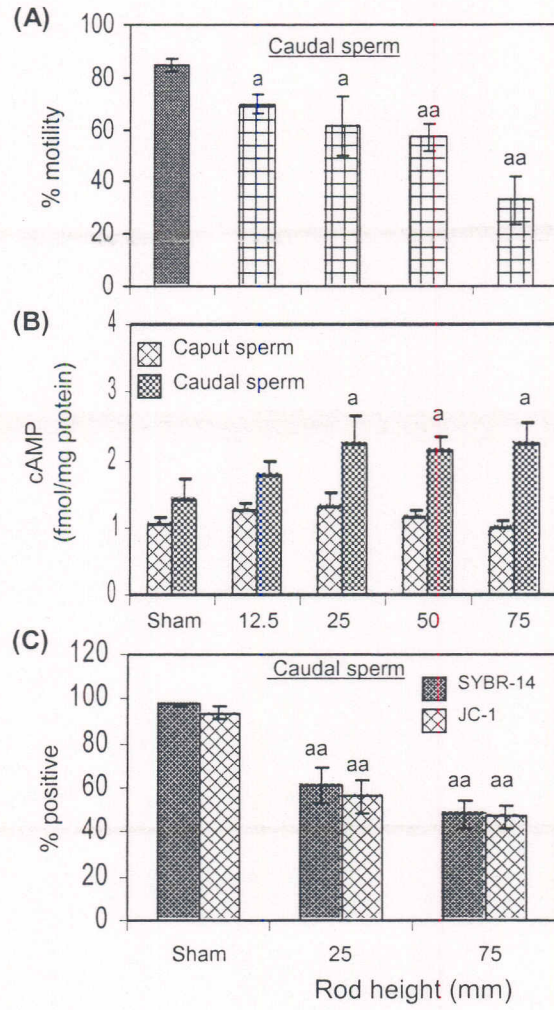 (A)
100
80
60
40
20
0
% motility
Caudal sperm
a
a
aa
aa
(B)
4
3
2
1
0
cAMP
(fmol/mg protein)
Caput sperm
Caudal sperm
a
a
a
Sham 12.5 25 50 75
(C)
120
100
80
60
40
20
0
% positive
Caudal sperm
SYBR-14
JC-1
aa aa
aa aa
Sham 25 75
Rod height (mm)